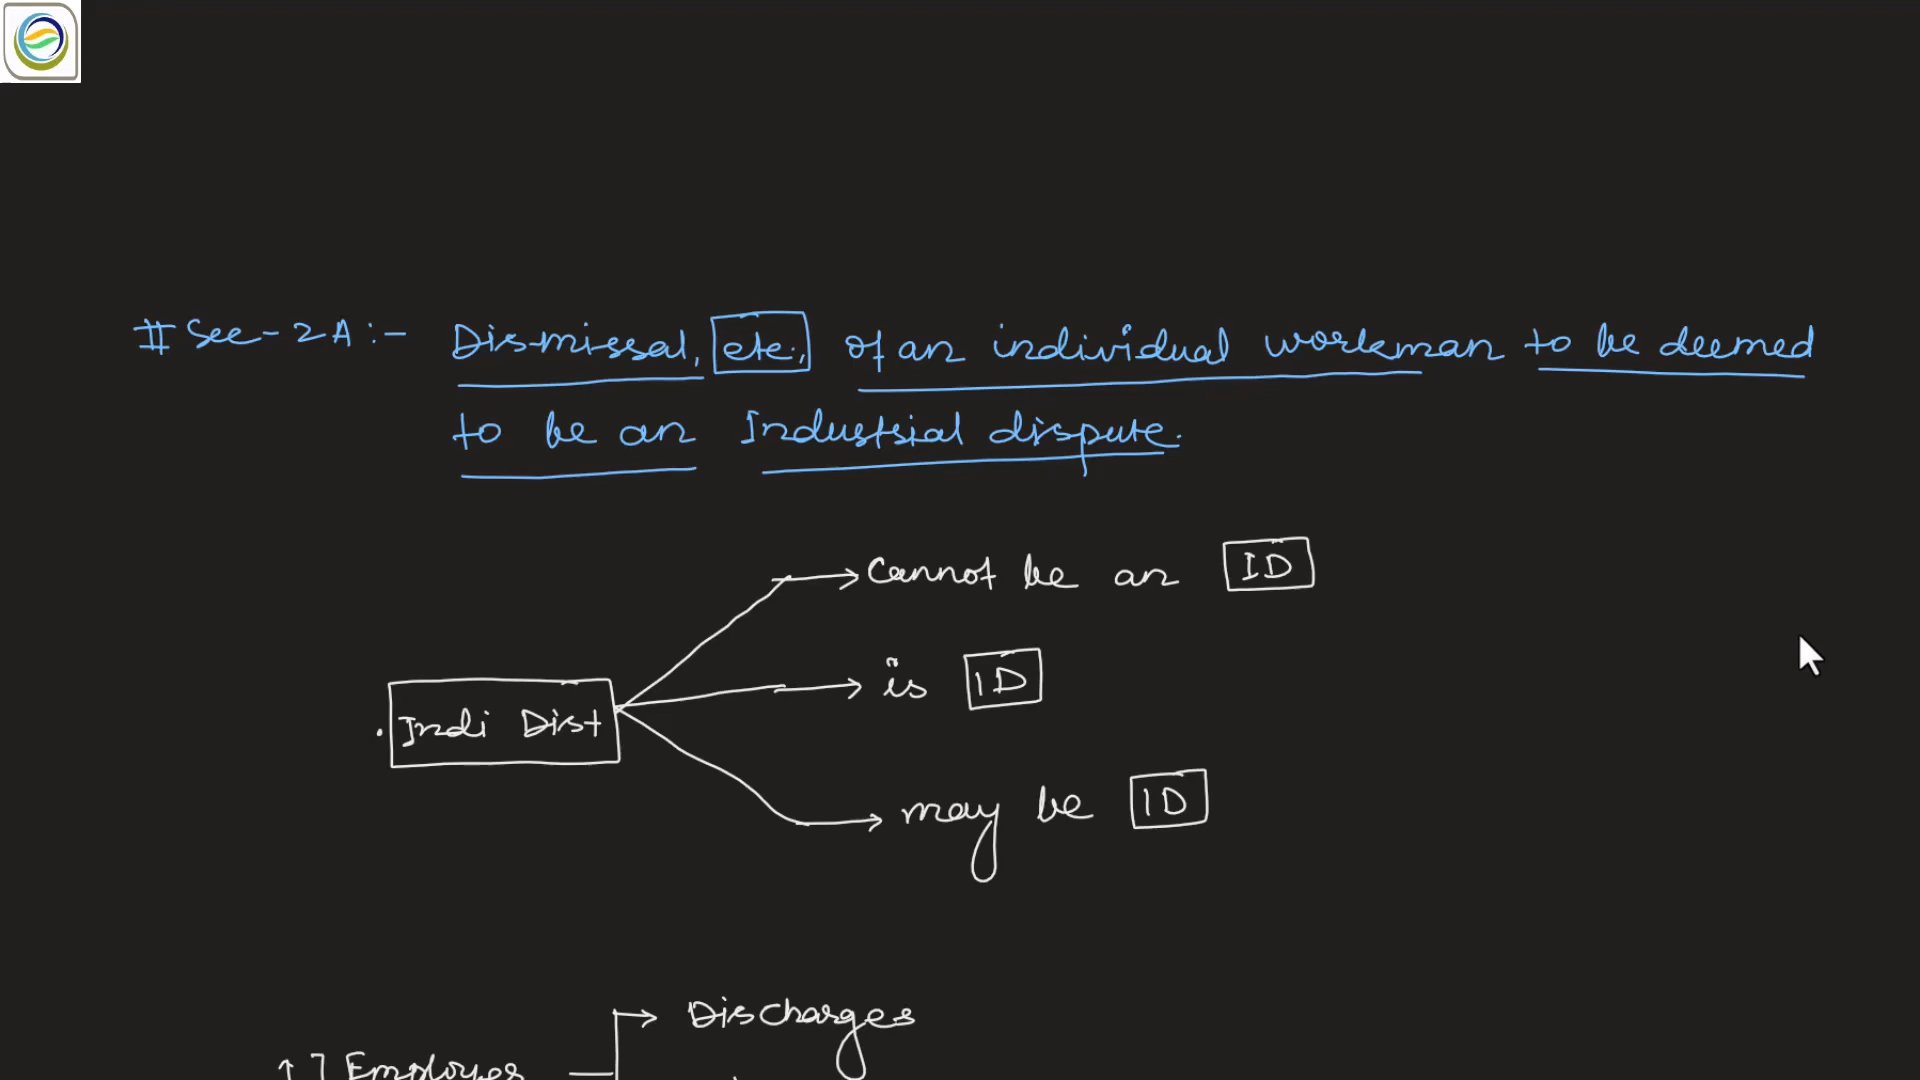 # Sec - 2A :- Dismissal, etc., of an individual workman to be deemed
to be an Industrial dispute.
Cannot be an ID
is ID
Indi Dist
may be ID
Discharges
1] Employer